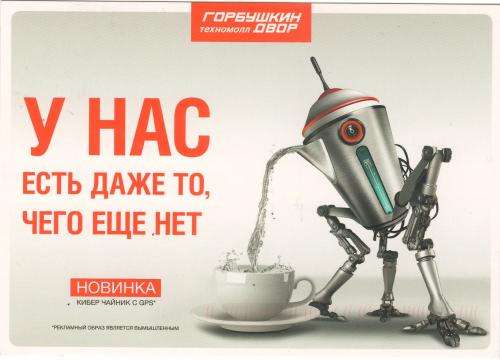 ГОРБУШКИН
ТЕХНОМОЛЛ ДВОР
У НАС
ЕСТЬ ДАЖЕ ТО,
ЧЕГО ЕЩЕ НЕТ
НОВИНКА
КИБЕР ЧАЙНИК С GPS*
*РЕКЛАМНЫЙ ОБРАЗ ЯВЛЯЕТСЯ ВЫМЫШЛЕННЫМ